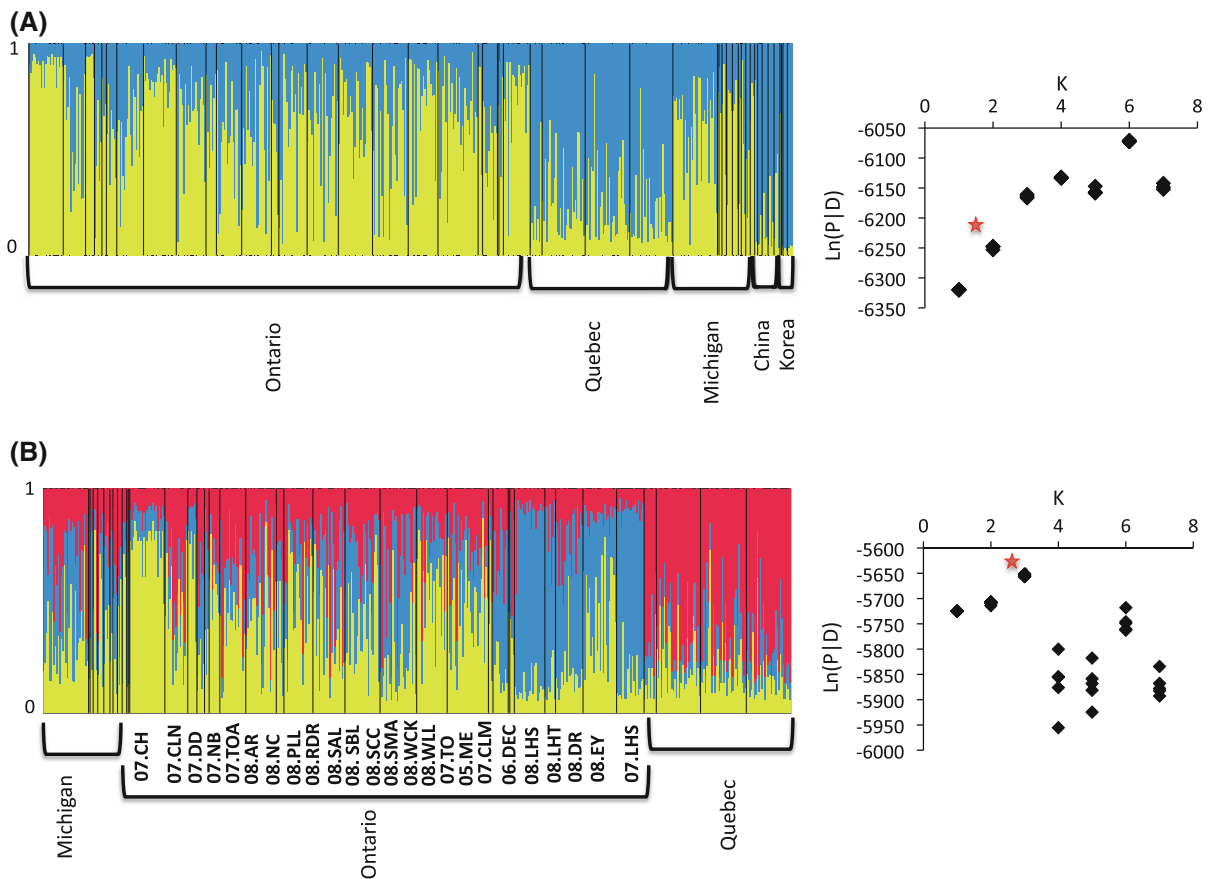 (A)
1
0
Ontario
Quebec
Michigan
China
Korea
K
0 2 4 6 8
Ln(P|D)
-6050
-6100
-6150
-6200
-6250
-6300
-6350
(B)
1
0
07.CH
07.CLN
07.DD
07.NB
07.TOA
08.AR
08.NC
08.PLL
08.RDR
08.SAL
08. SBL
08.SCC
08.SMA
08.WCK
08.WLL
07.TO
05.ME
07.CLM
06.DEC
08.LHS
08.LHT
08.DR
08.EY
07.LHS
Michigan
Ontario
Quebec
K
0 2 4 6 8
Ln(P|D)
-5600
-5650
-5700
-5750
-5800
-5850
-5900
-5950
-6000